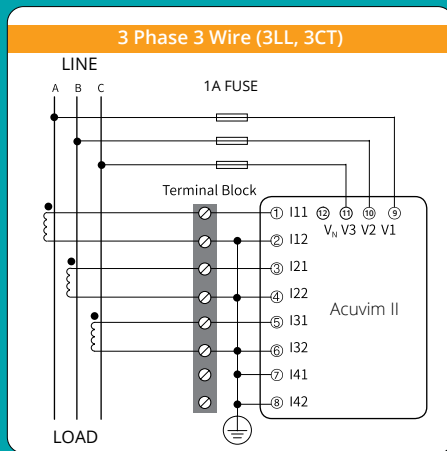 3 Phase 3 Wire (3LL, 3CT)
LINE
A B C
1A FUSE
Terminal Block
1 I11 12 11 10 9
VN V3 V2 V1
2 I12
3 I21
4 I22
Acuvim II
5 I31
6 I32
7 I41
8 I42
LOAD